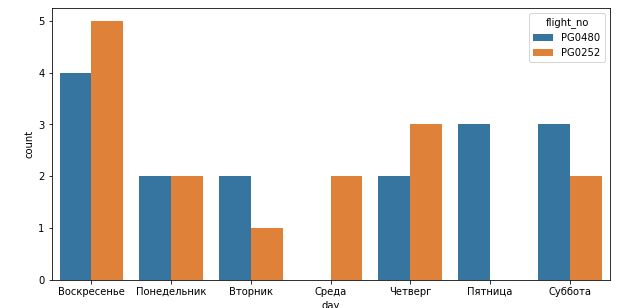 flight_no
PG0480
PG0252
5
4
3
2
1
0
count
Воскресенье Понедельник Вторник Среда Четверг Пятница Суббота
day